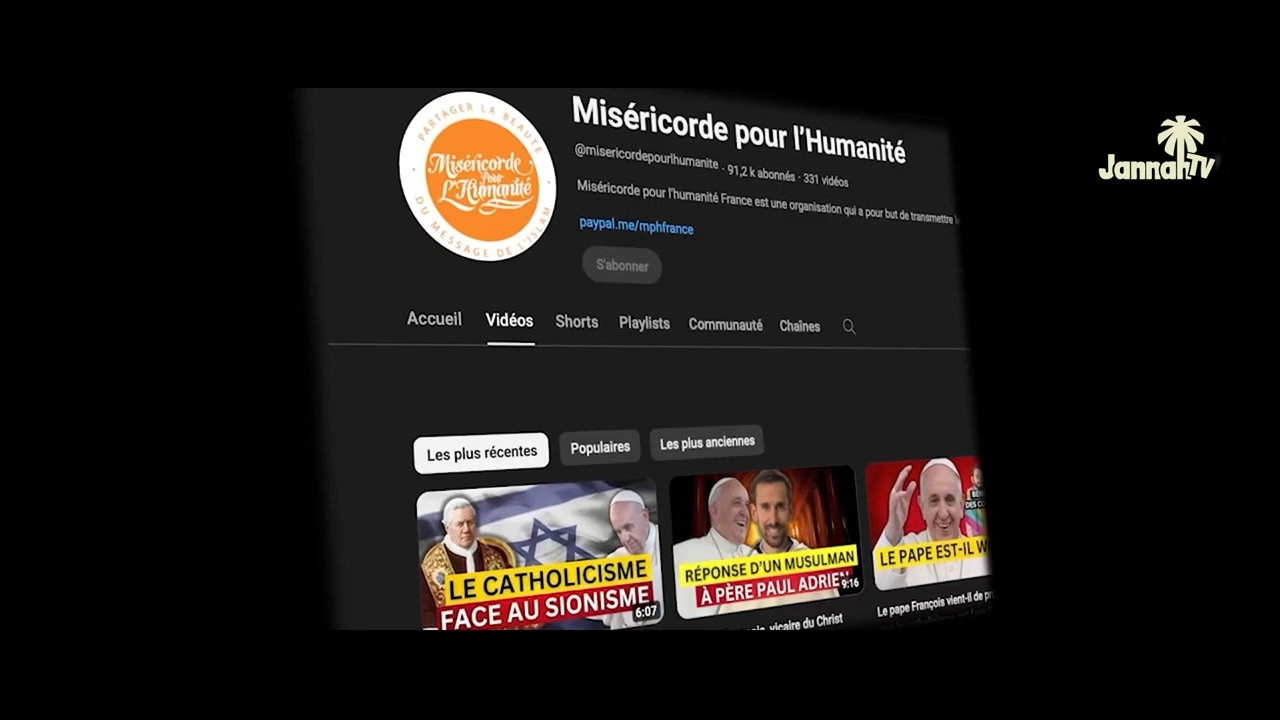 PARTAGER LA BEAUTÉ
Miséricorde
Pour
L'Humanité
DU MESSAGE DE L'ISLAM
Miséricorde pour l'Humanité
@misericordepourlhumanite · 91,2 k abonnés · 331 vidéos
Miséricorde pour l'humanité France est une organisation qui a pour but de transmettre
paypal.me/mphfrance
S'abonner
JannahTV
Accueil Vidéos Shorts Playlists Communauté Chaînes
Les plus récentes Populaires Les plus anciennes
LE CATHOLICISME
FACE AU SIONISME
6:07
RÉPONSE D'UN MUSULMAN
À PÈRE PAUL ADRIEN
9:16
LE PAPE EST-IL
vicaire du Christ
Le pape François vient-il de